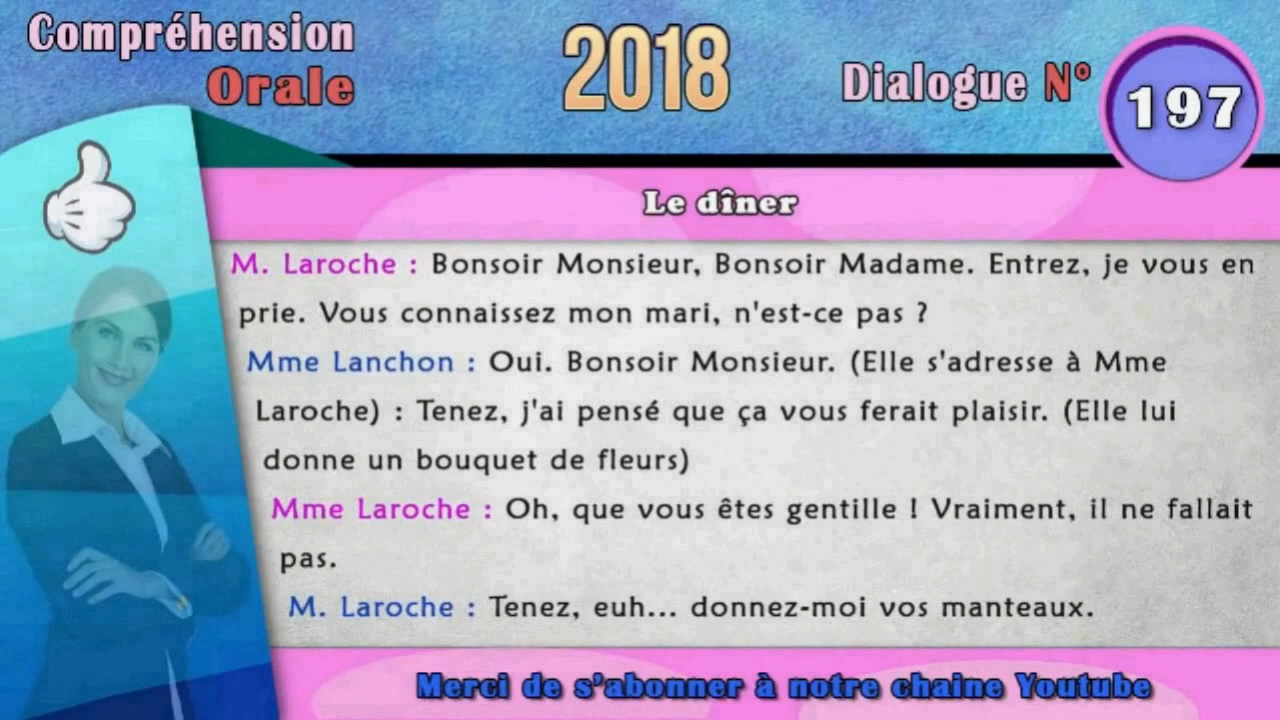 Compréhension
Orale
2018
Dialogue N°
197
Le dîner
M. Laroche : Bonsoir Monsieur, Bonsoir Madame. Entrez, je vous en
prie. Vous connaissez mon mari, n'est-ce pas ?
Mme Lanchon : Oui. Bonsoir Monsieur. (Elle s'adresse à Mme
Laroche) : Tenez, j'ai pensé que ça vous ferait plaisir. (Elle lui
donne un bouquet de fleurs)
Mme Laroche : Oh, que vous êtes gentille ! Vraiment, il ne fallait
pas.
M. Laroche : Tenez, euh... donnez-moi vos manteaux.
Merci de s'abonner à notre chaine Youtube